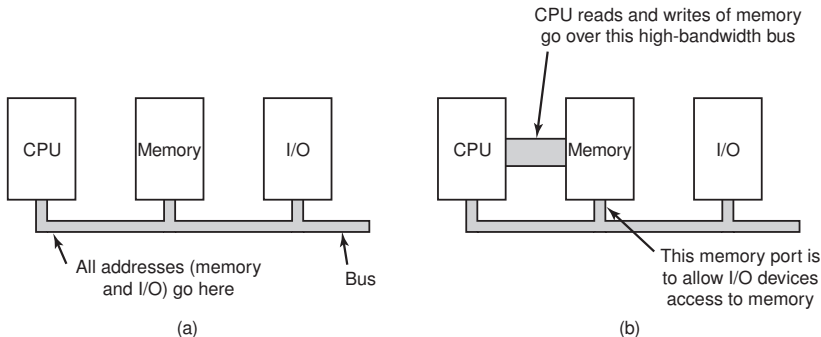 CPU reads and writes of memory
go over this high-bandwidth bus
CPU
Memory
I/O
CPU
Memory
I/O
All addresses (memory
and I/O) go here
Bus
This memory port is
to allow I/O devices
access to memory
(a)
(b)